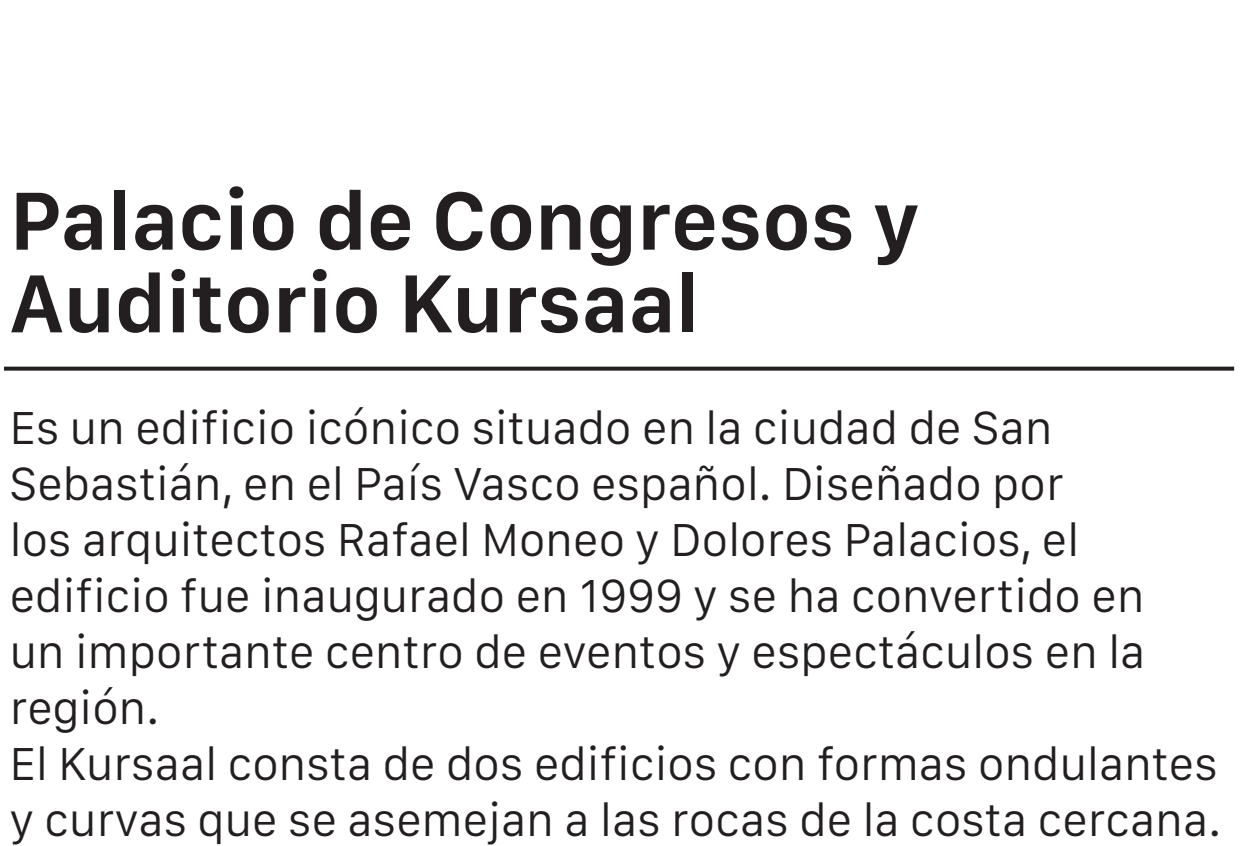 Palacio de Congresos y
Auditorio Kursaal
Es un edificio icónico situado en la ciudad de San
Sebastián, en el País Vasco español. Diseñado por
los arquitectos Rafael Moneo y Dolores Palacios, el
edificio fue inaugurado en 1999 y se ha convertido en
un importante centro de eventos y espectáculos en la
región.
El Kursaal consta de dos edificios con formas ondulantes
y curvas que se asemejan a las rocas de la costa cercana.